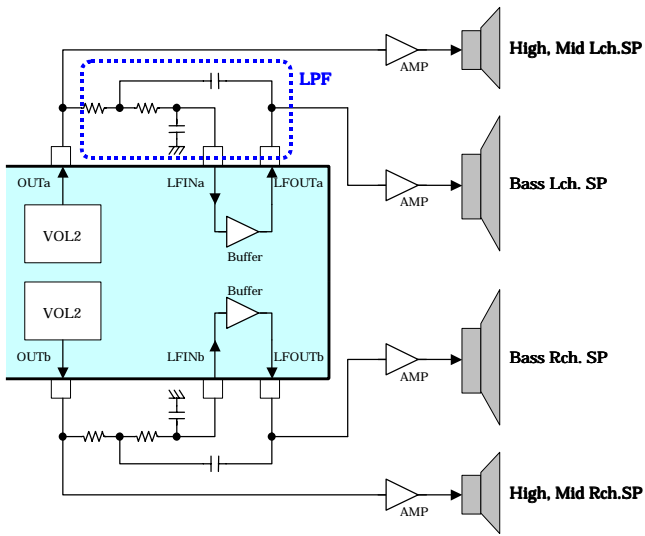 High, Mid Lch.SP
AMP
LPF
OUTa
LFINa
LFOUTa
AMP
Bass Lch. SP
VOL2
Buffer
VOL2
Buffer
OUTb
LFINb
LFOUTb
AMP
Bass Rch. SP
High, Mid Rch.SP
AMP